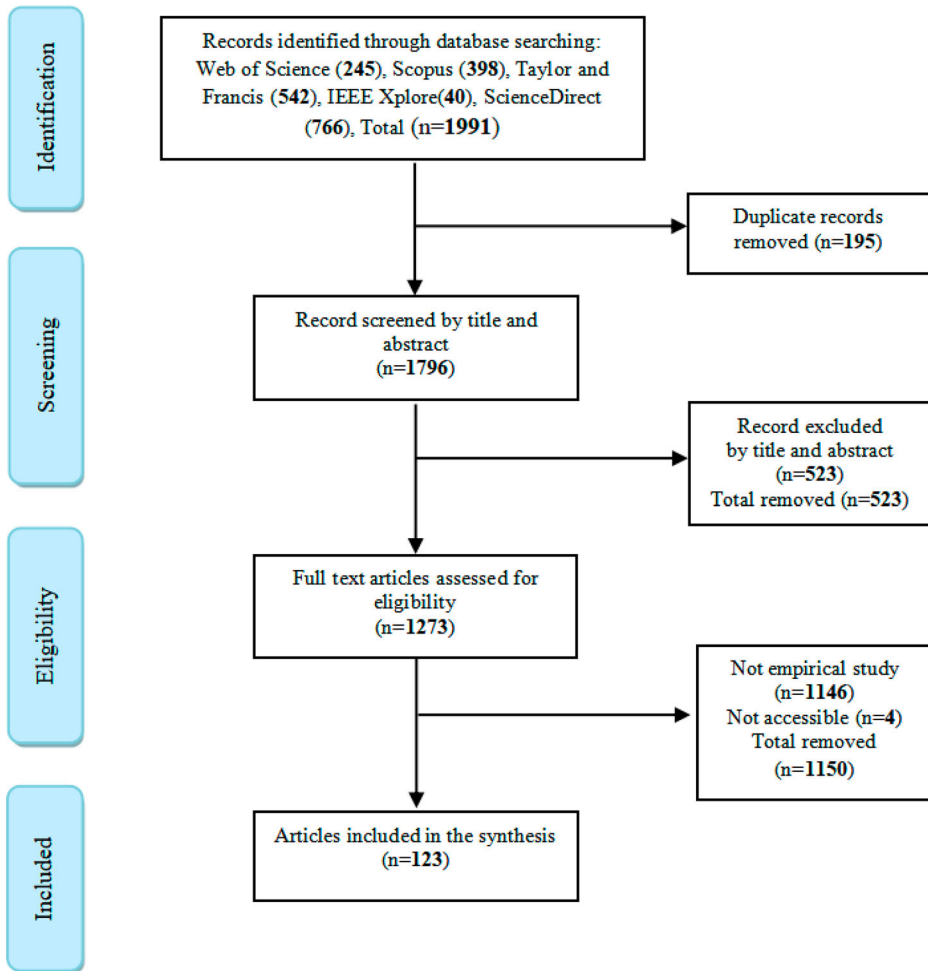 Identification
Records identified through database searching:
Web of Science (245), Scopus (398), Taylor and
Francis (542), IEEE Xplore(40), ScienceDirect
(766), Total (n=1991)
Duplicate records
removed (n=195)
Screening
Record screened by title and
abstract
(n=1796)
Record excluded
by title and abstract
(n=523)
Total removed (n=523)
Eligibility
Full text articles assessed for
eligibility
(n=1273)
Not empirical study
(n=1146)
Not accessible (n=4)
Total removed
(n=1150)
Included
Articles included in the synthesis
(n=123)